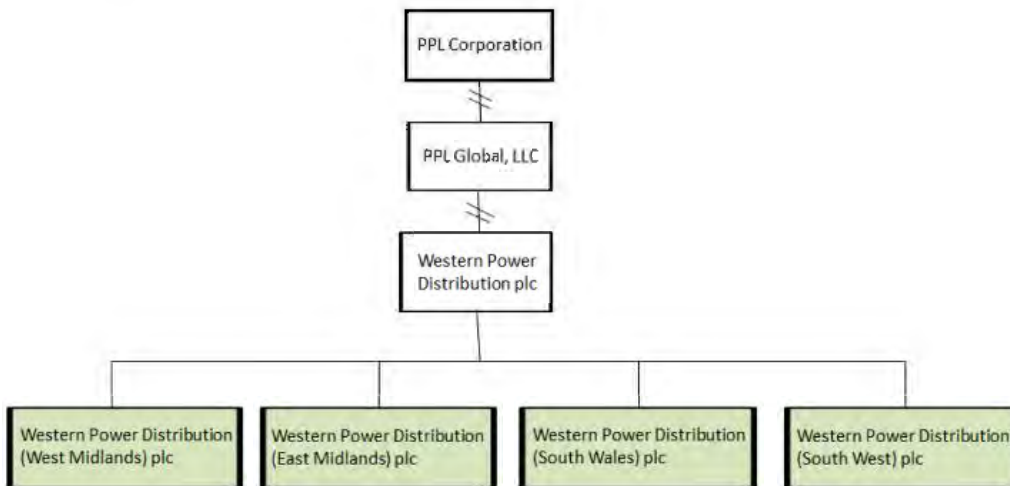 PPL Corporation
PPL Global, LLC
Western Power
Distribution plc
Western Power Distribution
(West Midlands) plc
Western Power Distribution
(East Midlands) plc
Western Power Distribution
(South Wales) plc
Western Power Distribution
(South West) plc